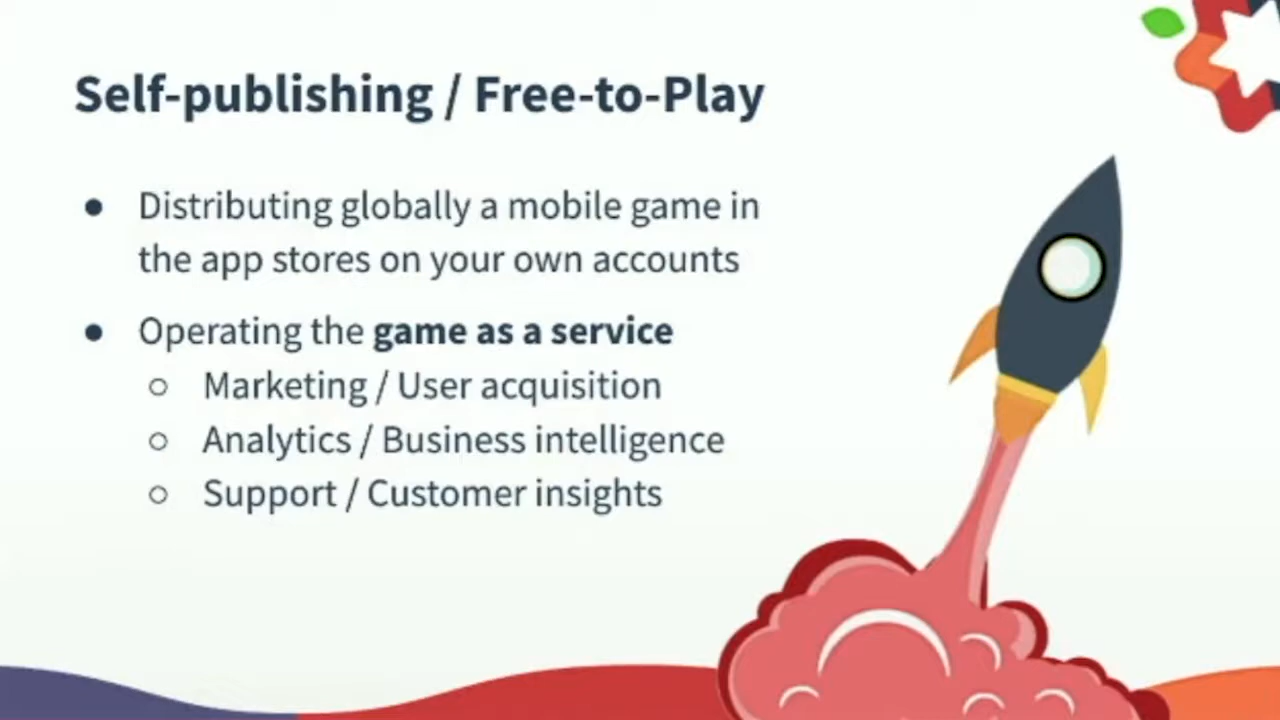 Self-publishing / Free-to-Play
● Distributing globally a mobile game in
the app stores on your own accounts
● Operating the game as a service
○ Marketing / User acquisition
○ Analytics / Business intelligence
○ Support / Customer insights